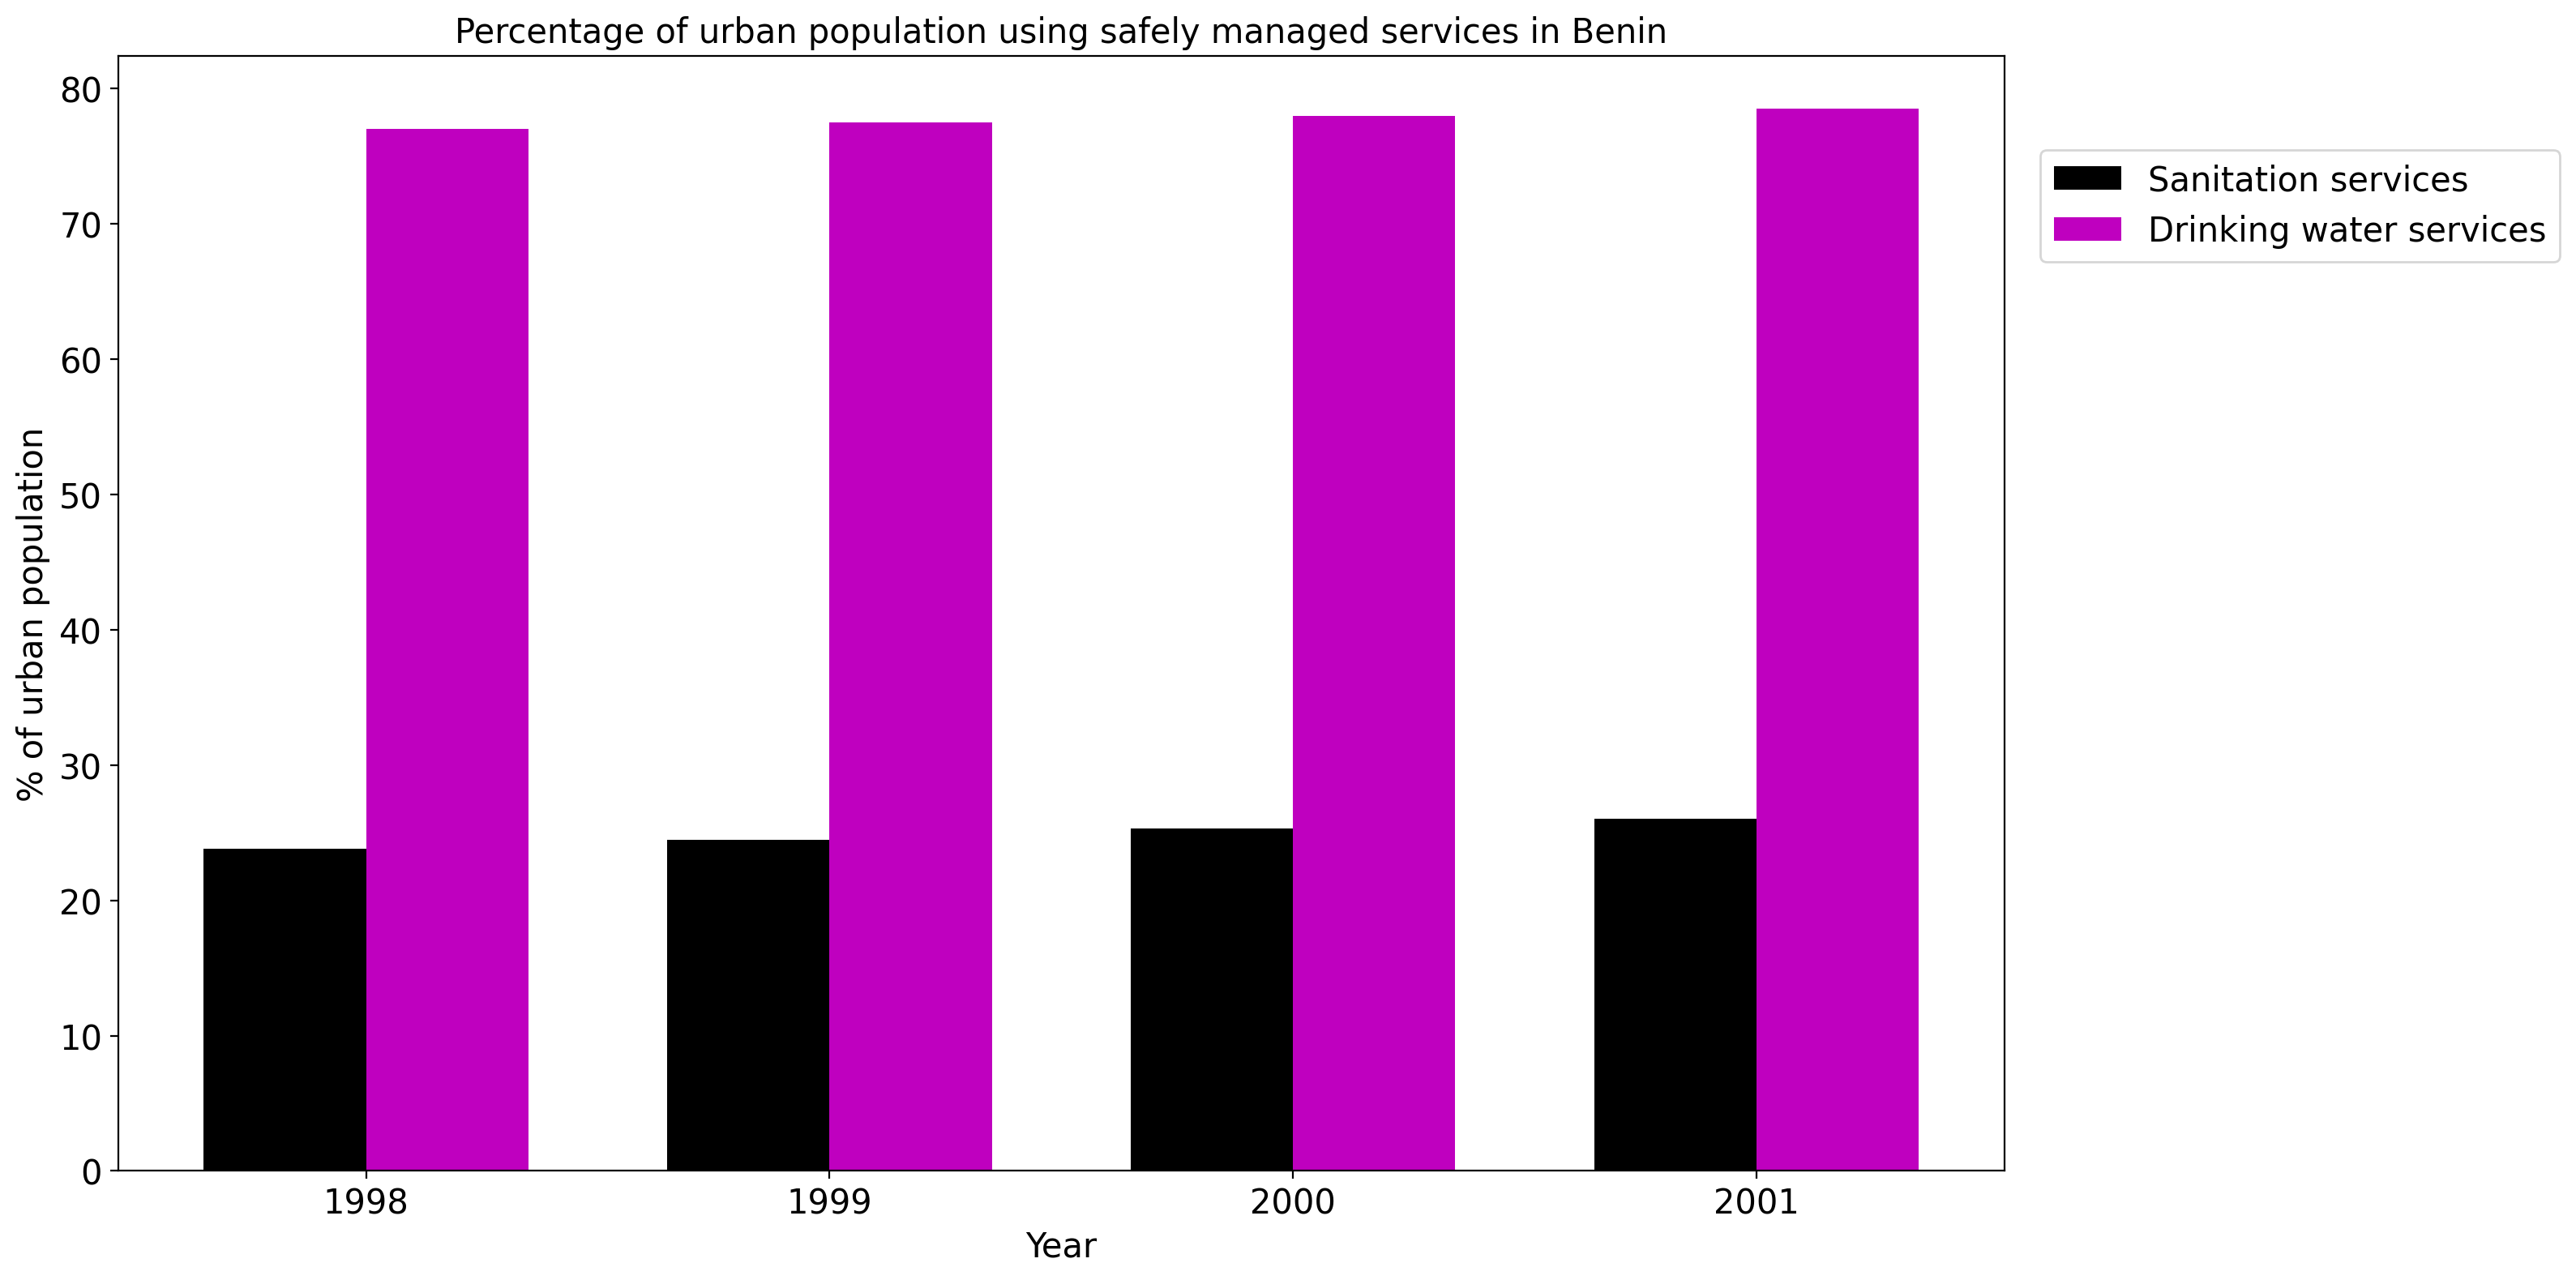 Percentage of urban population using safely managed services in Benin
% of urban population
80
70
60
50
40
30
20
10
0
1998 1999 2000 2001
Year
Sanitation services
Drinking water services